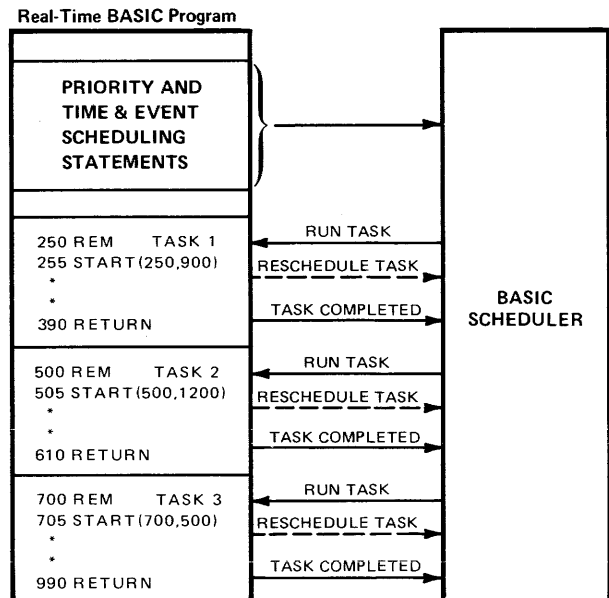 Real-Time BASIC Program
PRIORITY AND
TIME & EVENT
SCHEDULING
STATEMENTS
250 REM TASK 1
255 START(250,900)
*
*
390 RETURN
RUN TASK
RESCHEDULE TASK
TASK COMPLETED
500 REM TASK 2
505 START(500,1200)
*
*
610 RETURN
RUN TASK
RESCHEDULE TASK
TASK COMPLETED
700 REM TASK 3
705 START(700,500)
*
*
990 RETURN
RUN TASK
RESCHEDULE TASK
TASK COMPLETED
BASIC
SCHEDULER